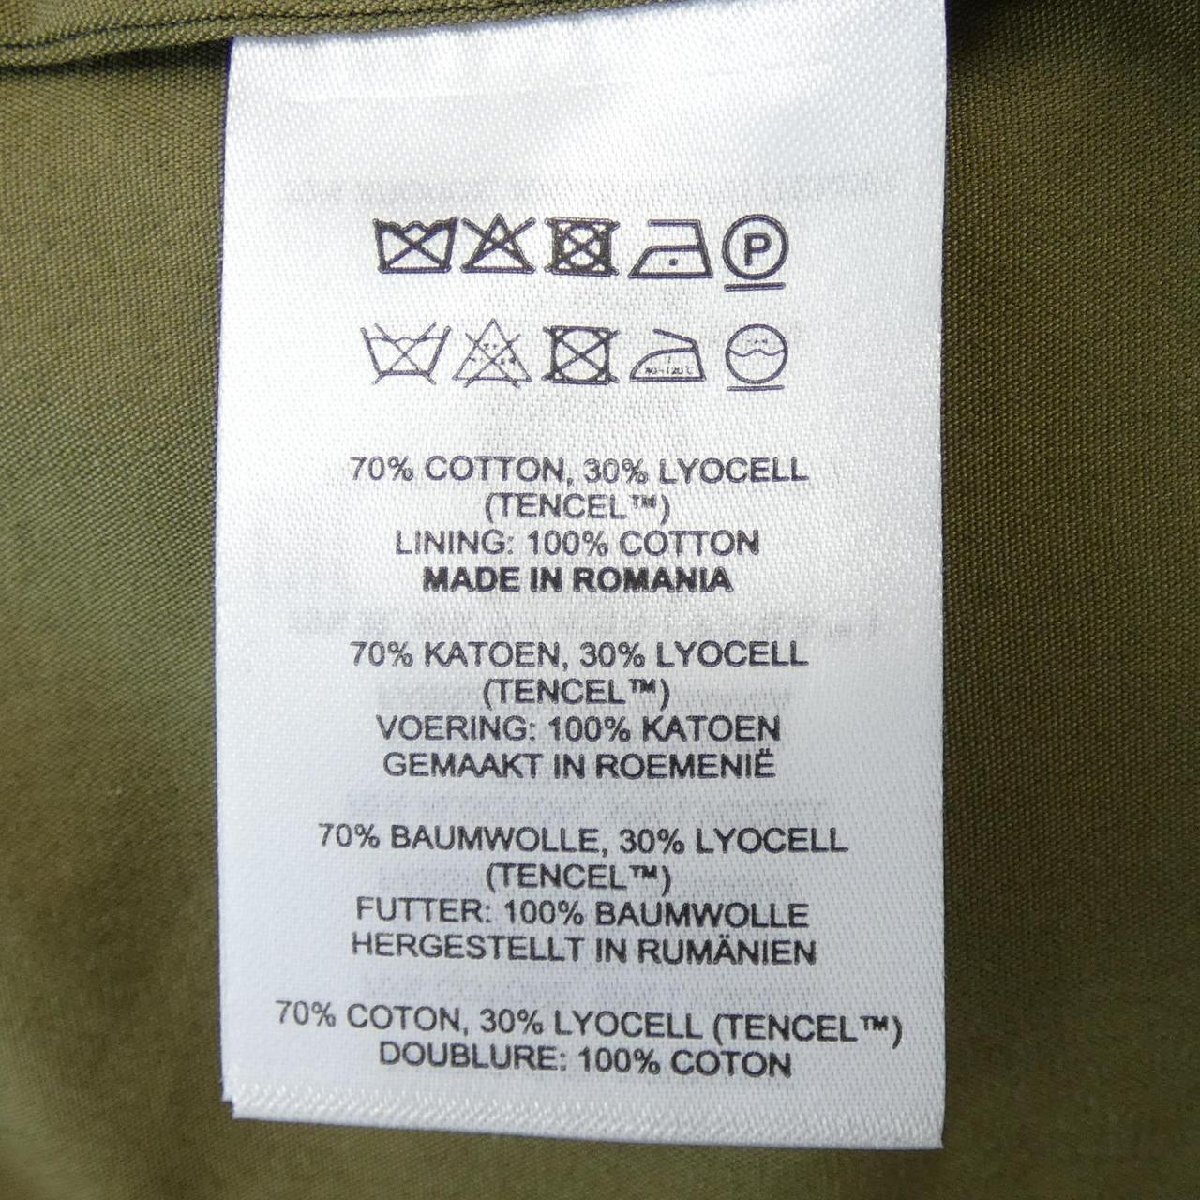 P
70% COTTON, 30% LYOCELL
(TENCEL™)
LINING: 100% COTTON
MADE IN ROMANIA
70% KATOEN, 30% LYOCELL
(TENCEL™)
VOERING: 100% KATOEN
GEMAAKT IN ROEMENIË
70% BAUMWOLLE, 30% LYOCELL
(TENCEL™)
FUTTER: 100% BAUMWOLLE
HERGESTELLT IN RUMÄNIEN
70% COTON, 30% LYOCELL (TENCEL™)
DOUBLURE: 100% COTON